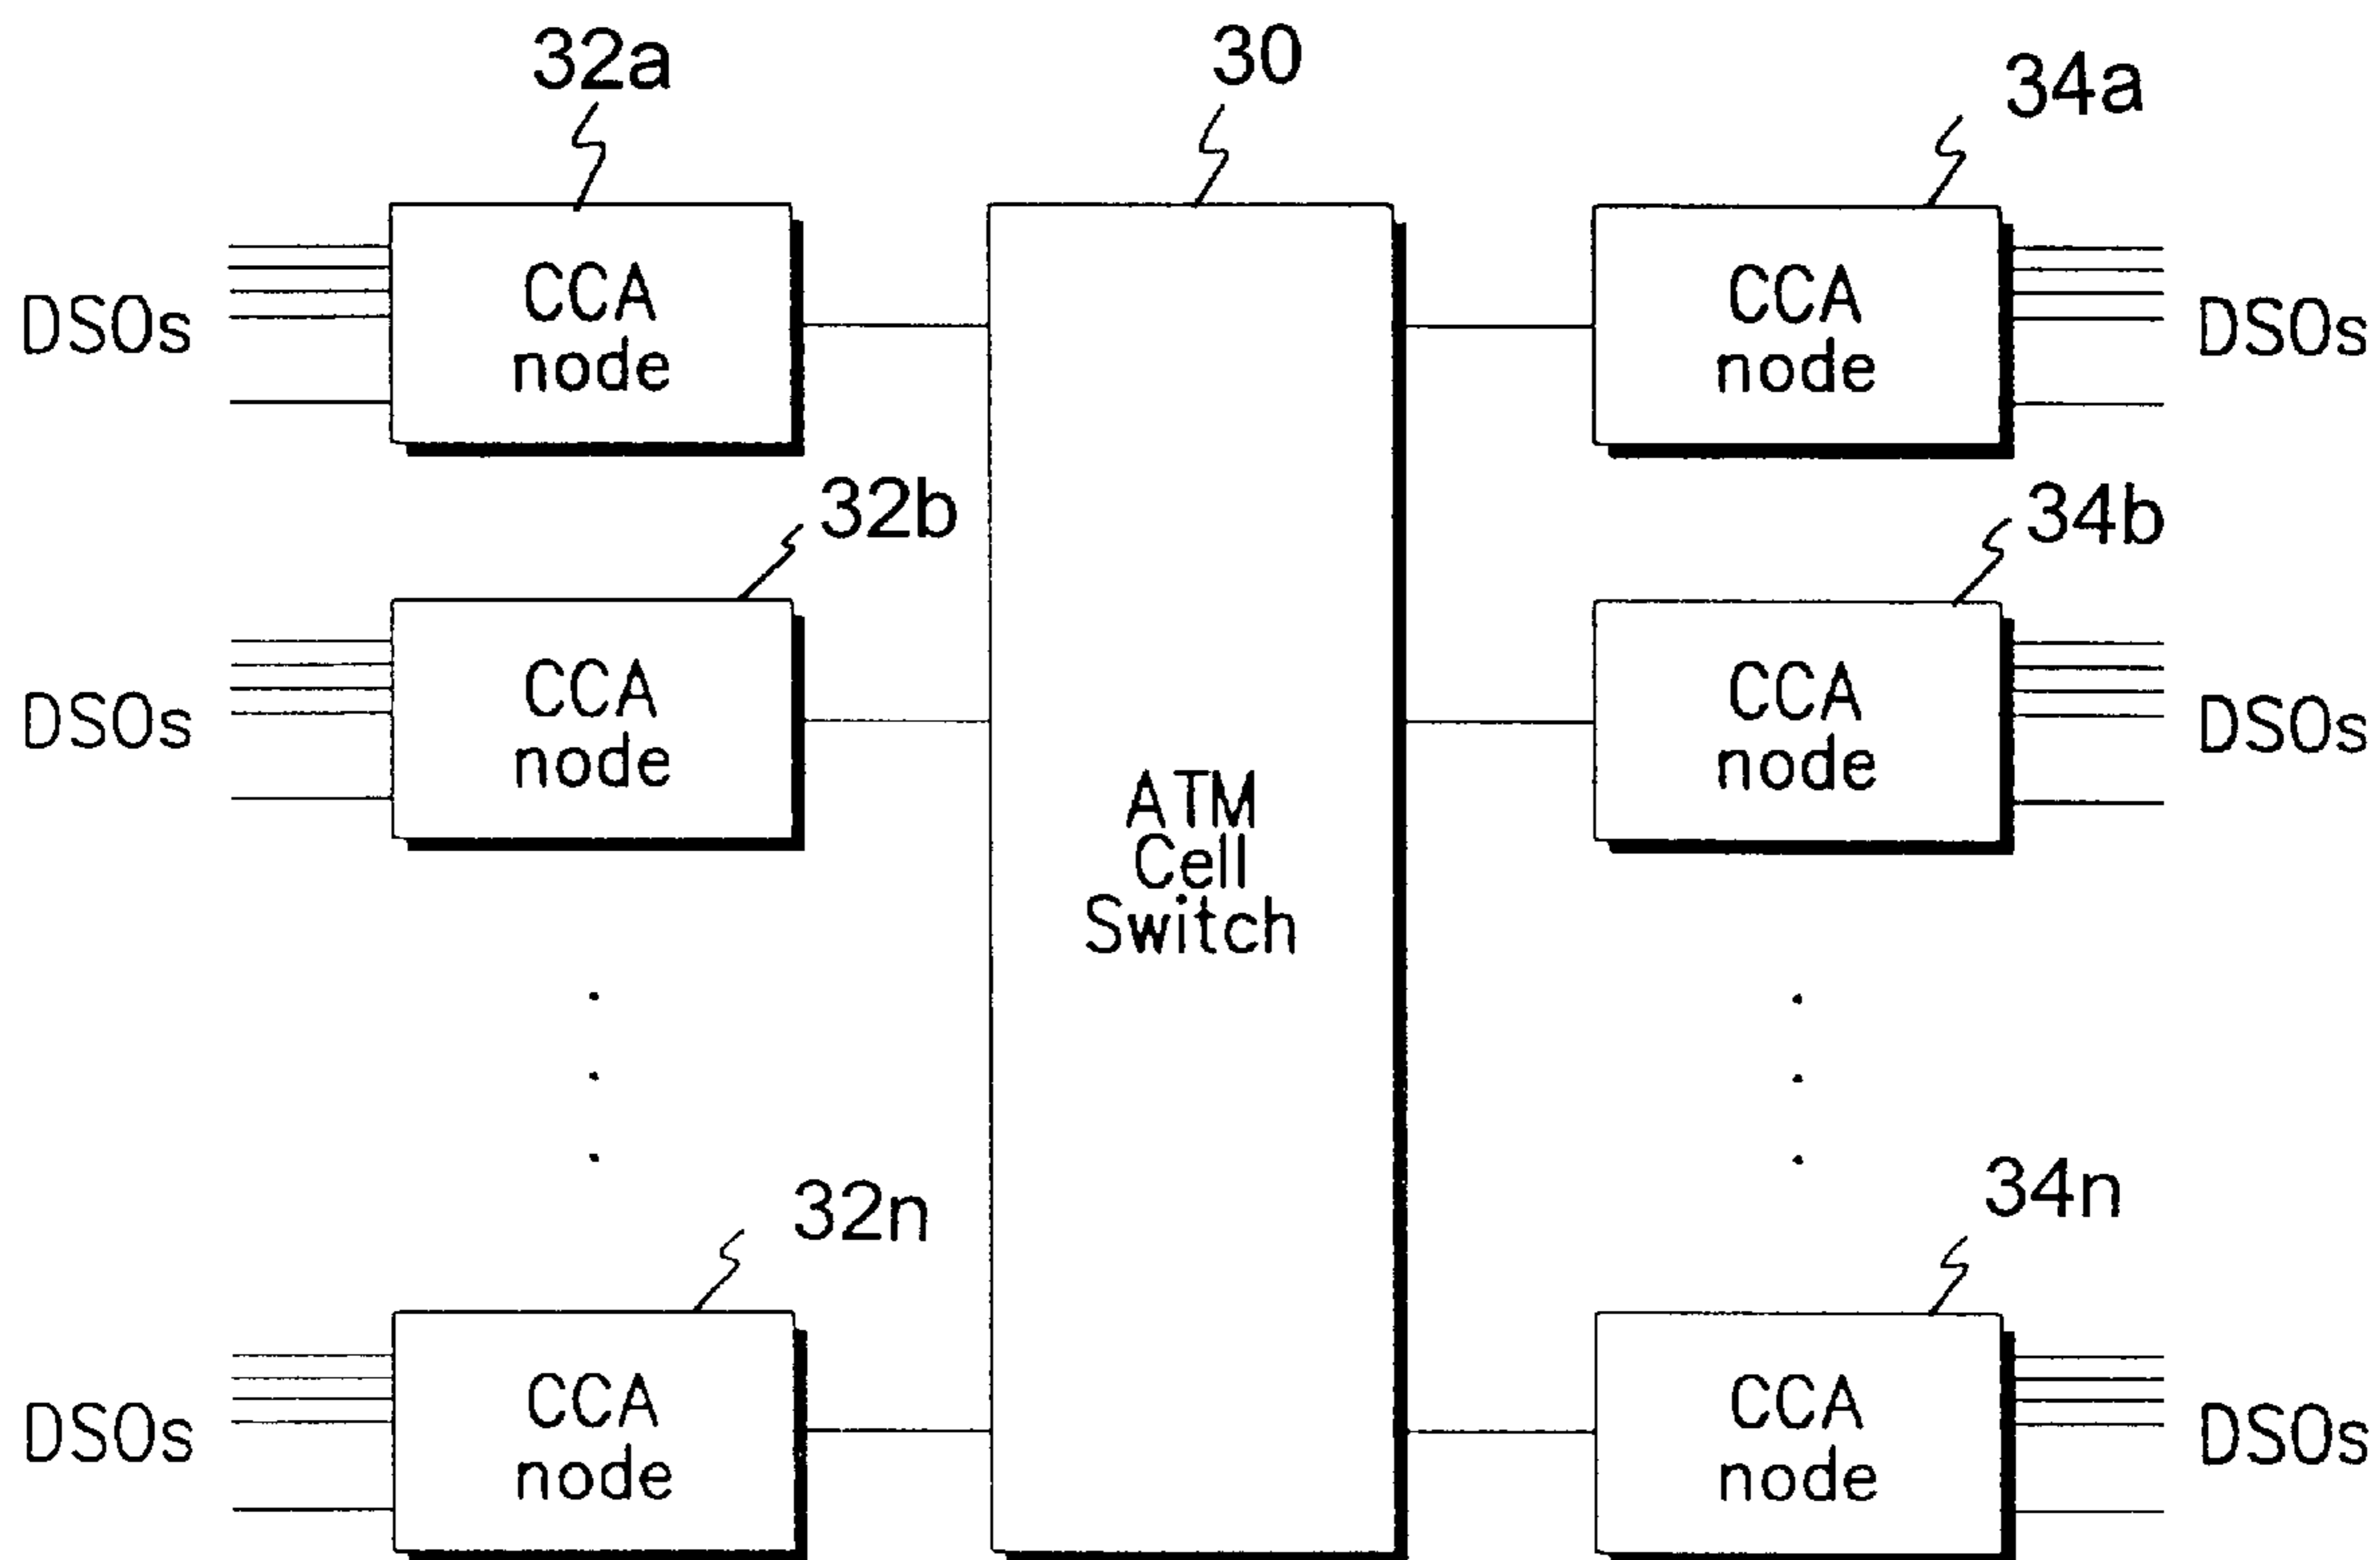 32a
30
34a
DSOs
CCA
node
CCA
node
DSOs
32b
34b
DSOs
CCA
node
CCA
node
DSOs
ATM
Cell
Switch
32n
34n
DSOs
CCA
node
CCA
node
DSOs